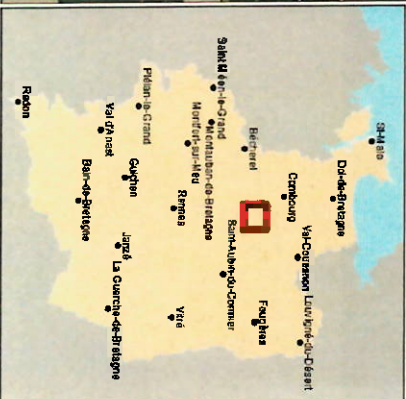 St-Malo
Dol-de-Bretagne
Combourg
Val-Couesnon
Louvigné-du-Désert
Bécherel
Fougères
Saint-Aubin-du-Cormier
Saint Méen-le-Grand
Montauban-de-Bretagne
Montfort-sur-Meu
Rennes
Vitré
Plélan-le-Grand
Guichen
Val d'Anast
Janzé
La Guerche-de-Bretagne
Bain-de-Bretagne
Redon